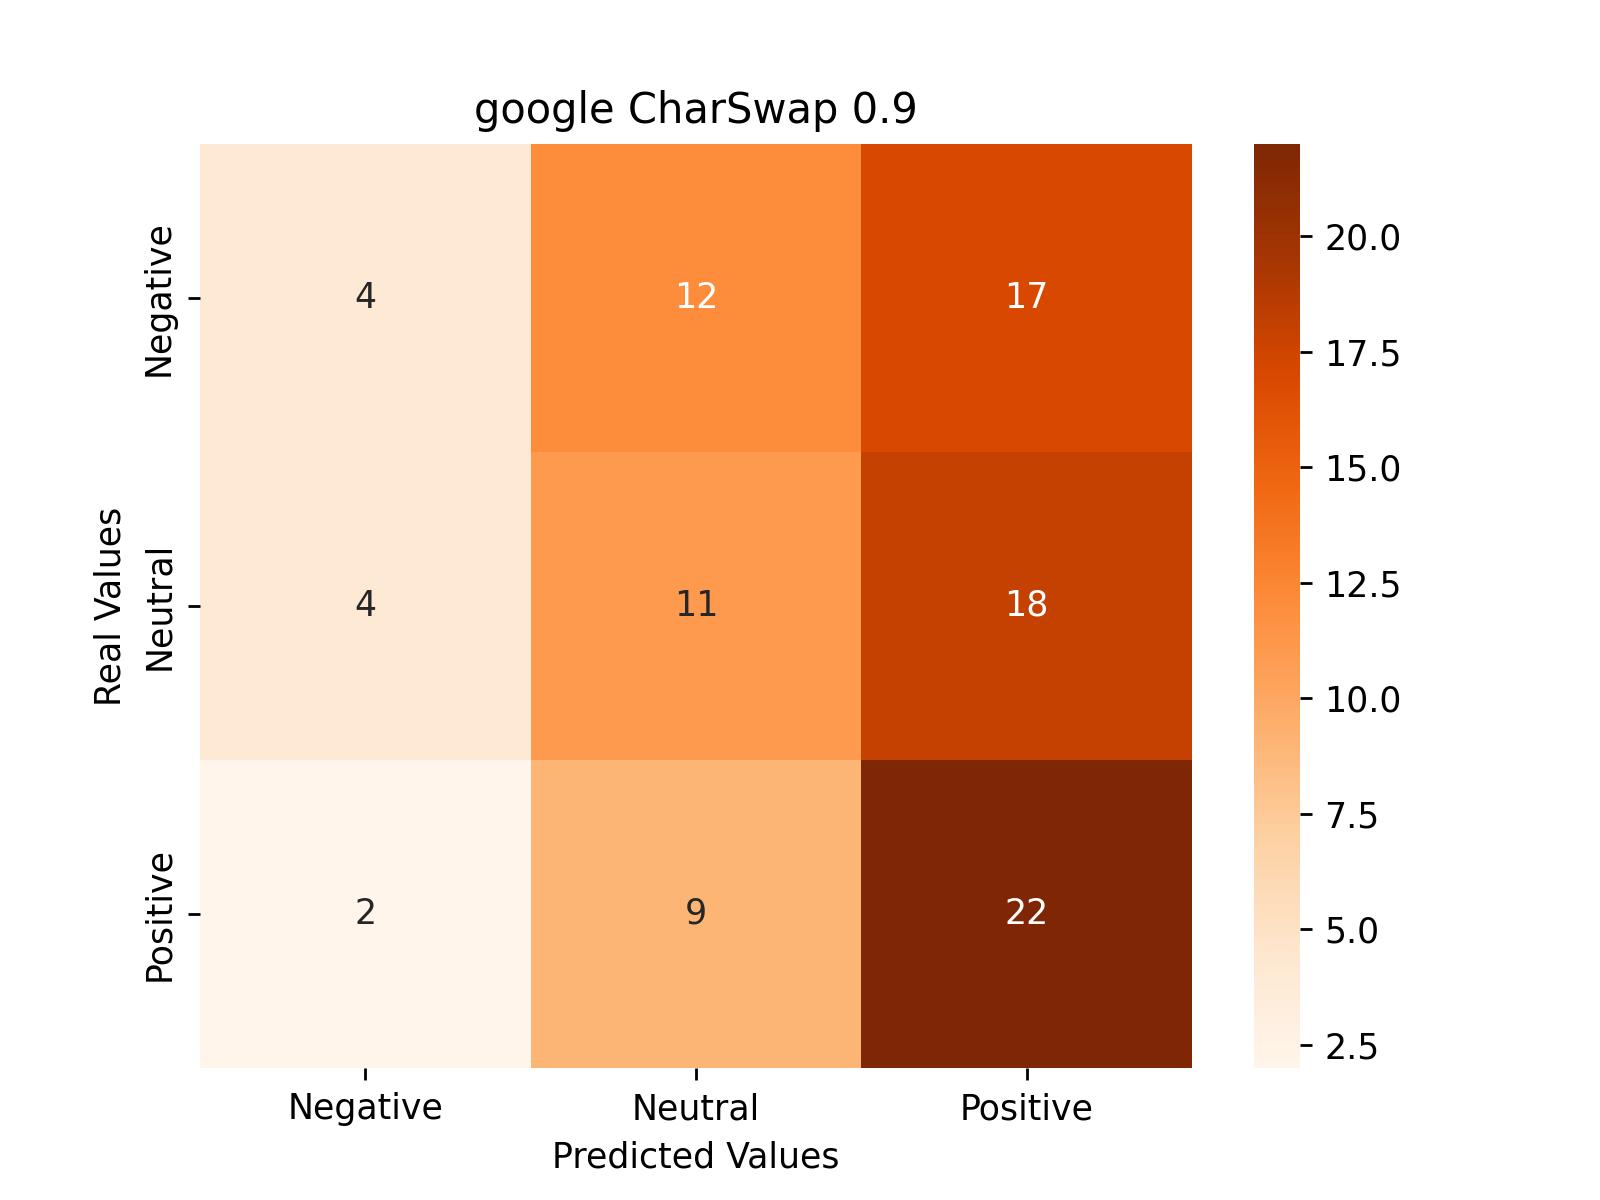 google CharSwap 0.9
Real Values
Negative
4
12
17
Neutral
4
11
18
Positive
2
9
22
Negative
Neutral
Positive
Predicted Values
20.0
17.5
15.0
12.5
10.0
7.5
5.0
2.5